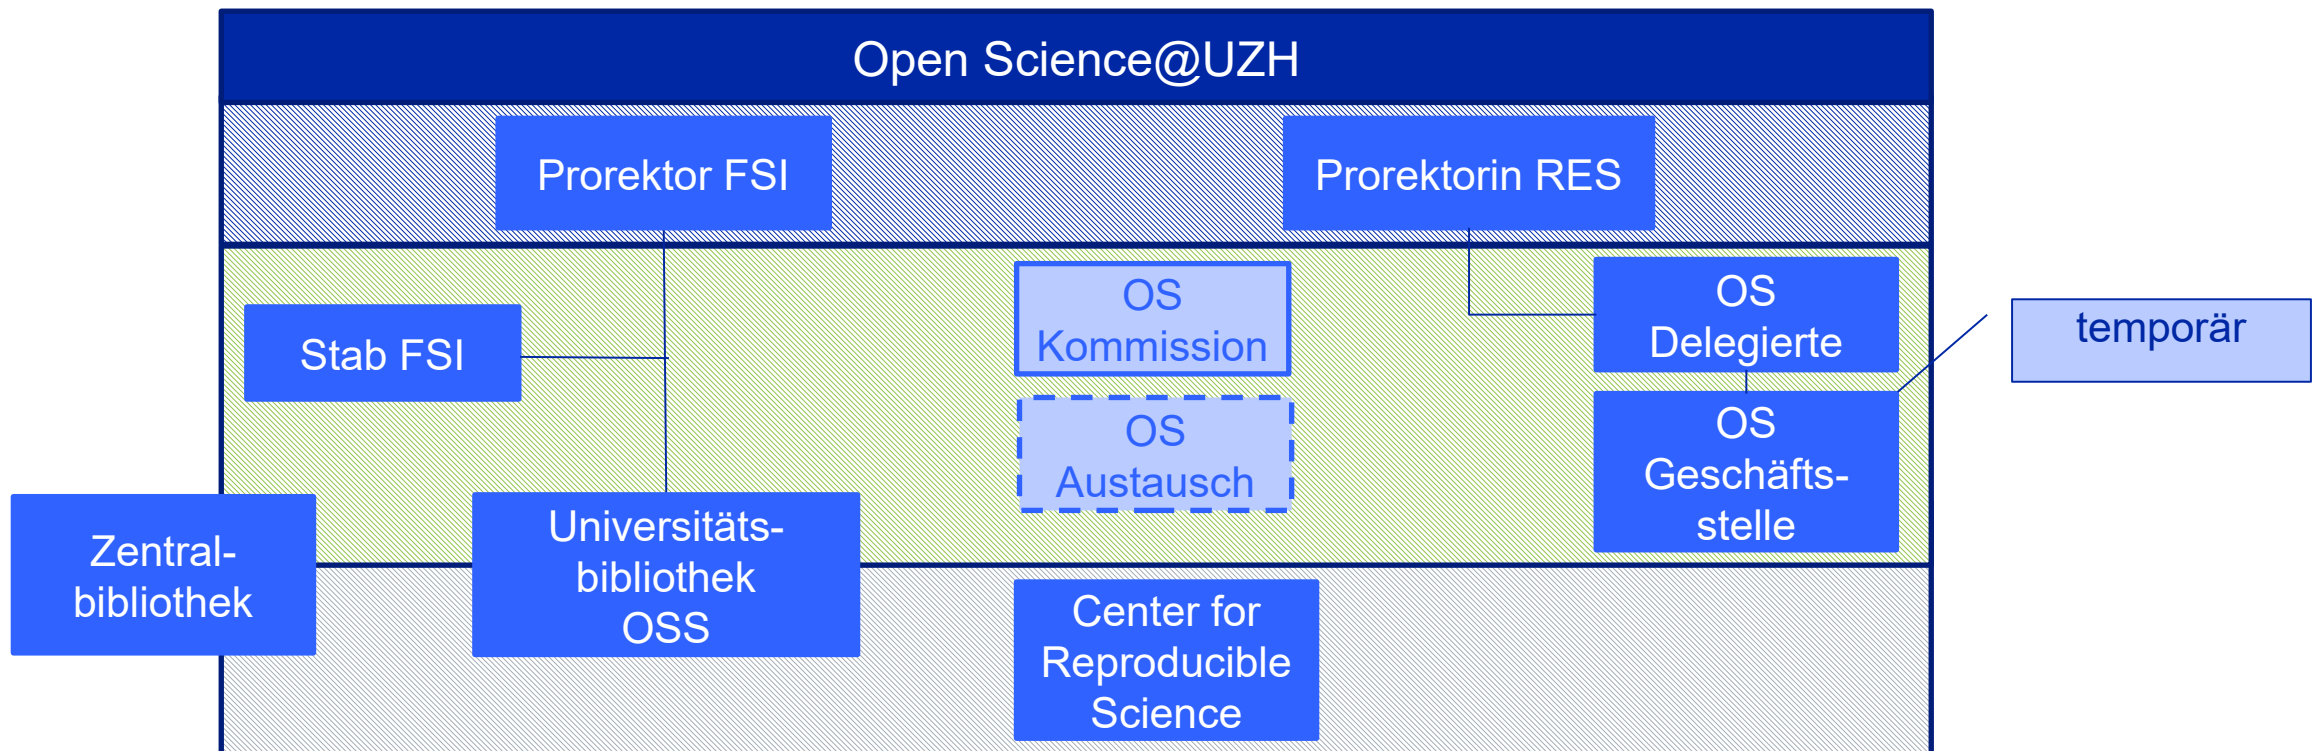 Open Science@UZH
Prorektor FSI
Prorektorin RES
Stab FSI
OS
Kommission
OS
Delegierte
temporär
OS
Austausch
OS
Geschäfts-
stelle
Zentral-
bibliothek
Universitäts-
bibliothek
OSS
Center for
Reproducible
Science